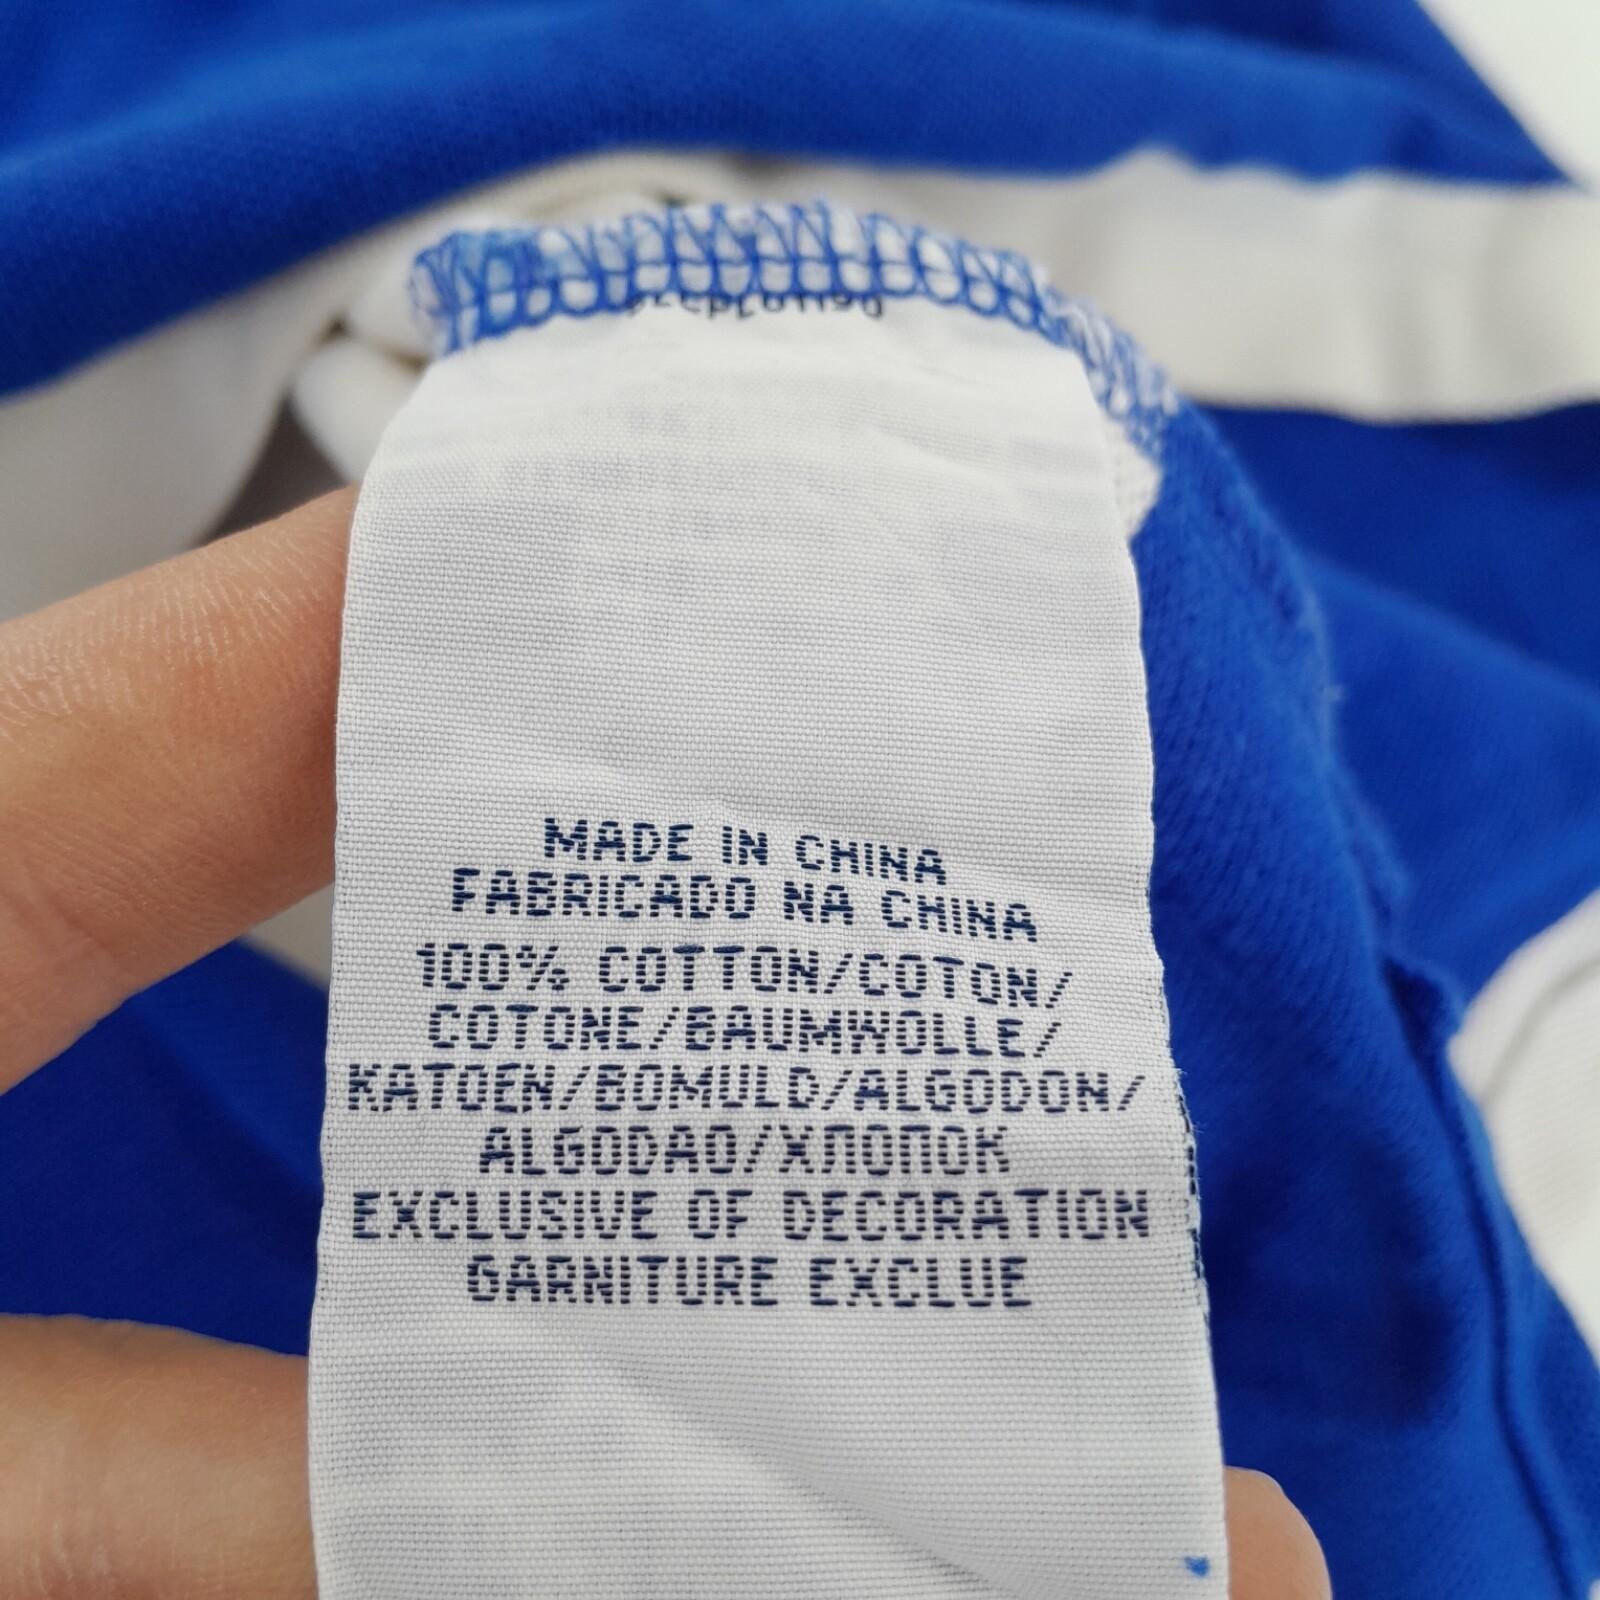 MADE IN CHINA
FABRICADO NA CHINA
100% COTTON/COTON/
COTONE/BAUMWOLLE/
KATOEN/BOMULD/ALGODON/
ALGODAO/ХЛОПОК
EXCLUSIVE OF DECORATION
GARNITURE EXCLUE